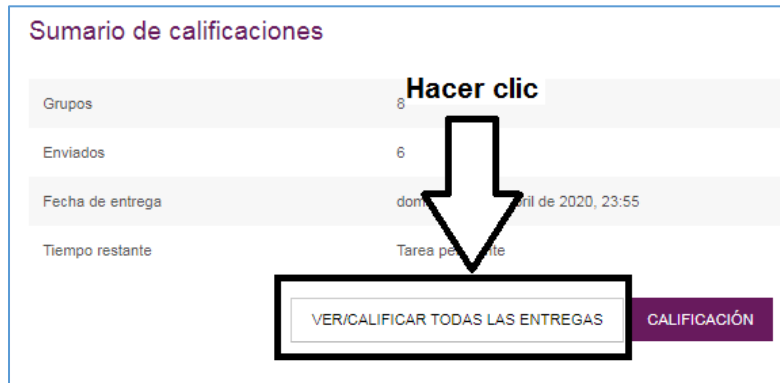 Sumario de calificaciones
Hacer clic
Grupos 8
Enviados 6
Fecha de entrega de 2020, 23:55
Tiempo restante Tarea
VER/CALIFICAR TODAS LAS ENTREGAS CALIFICACIÓN